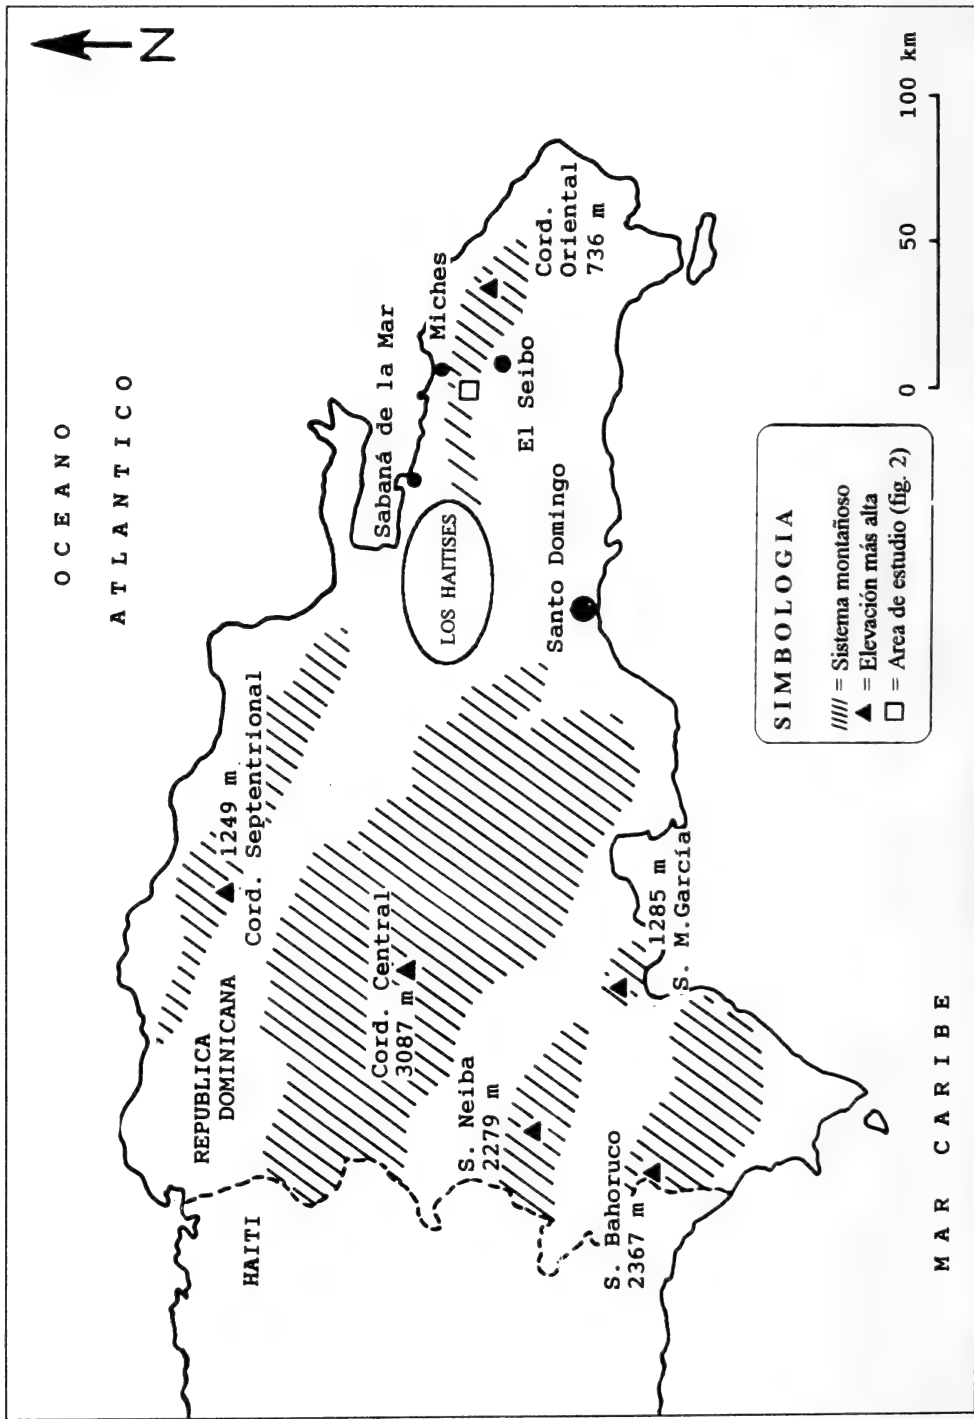 N
OCEANO
ATLANTICO
Sabaná de la Mar
Miches
Cord.
Oriental
736 m
El Seibo
LOS HAITISES
Santo Domingo
1249 m
Cord. Septentrional
REPUBLICA
DOMINICANA
HAITI
Cord. Central
3087 m
S. Neiba
2279 m
S. Bahoruco
2367 m
1285 m
S. M.García
MAR CARIBE
SIMBOLOGIA
///// = Sistema montañoso
▲ = Elevación más alta
□ = Area de estudio (fig. 2)
0 50 100 km